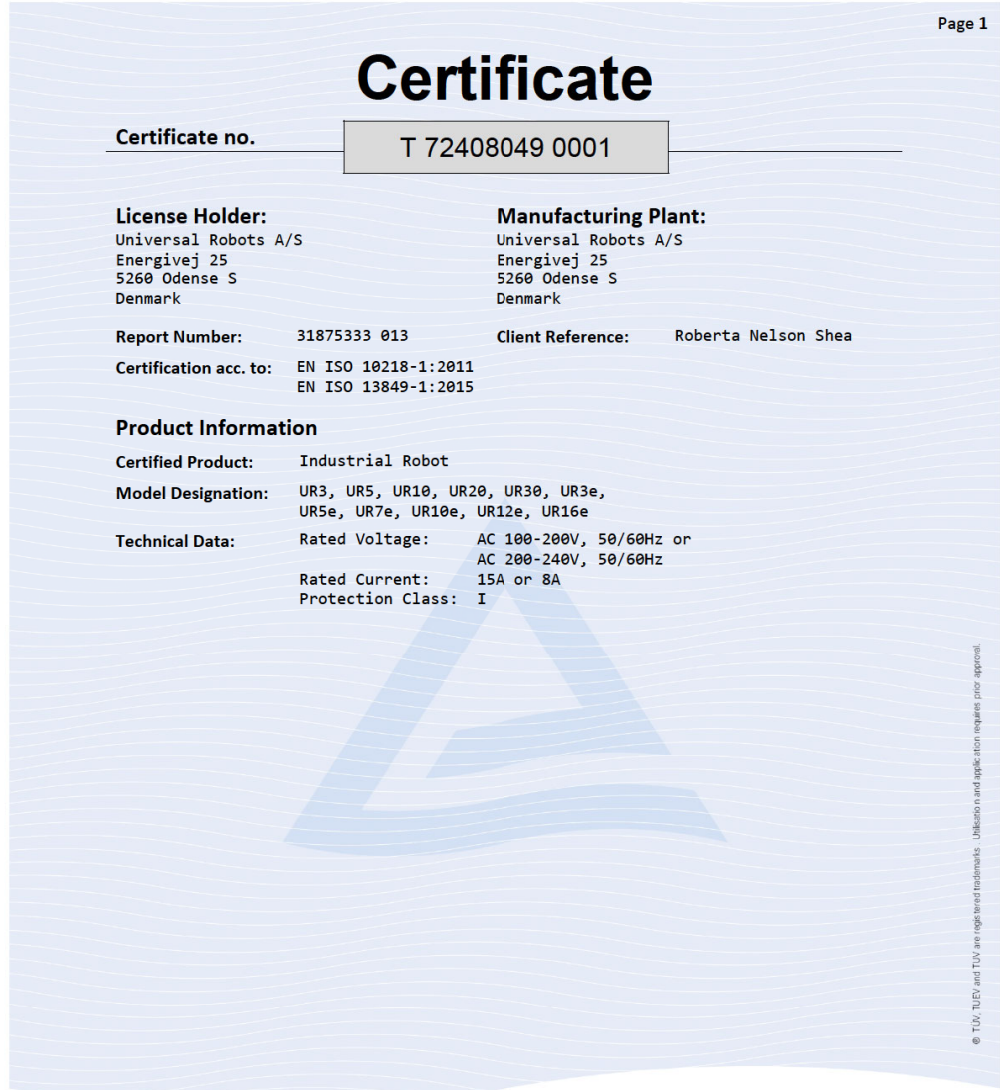 Page 1
Certificate
Certificate no.
T 72408049 0001
License Holder:
Universal Robots A/S
Energivej 25
5260 Odense S
Denmark
Manufacturing Plant:
Universal Robots A/S
Energivej 25
5260 Odense S
Denmark
Report Number: 31875333 013
Client Reference: Roberta Nelson Shea
Certification acc. to: EN ISO 10218-1:2011
EN ISO 13849-1:2015
Product Information
Certified Product: Industrial Robot
Model Designation: UR3, UR5, UR10, UR20, UR30, UR3e,
UR5e, UR7e, UR10e, UR12e, UR16e
Technical Data: Rated Voltage: AC 100-200V, 50/60Hz or
AC 200-240V, 50/60Hz
Rated Current: 15A or 8A
Protection Class: I
® TÜV, TUEV and TUV are registered trademarks. Utilisation and application requires prior approval.